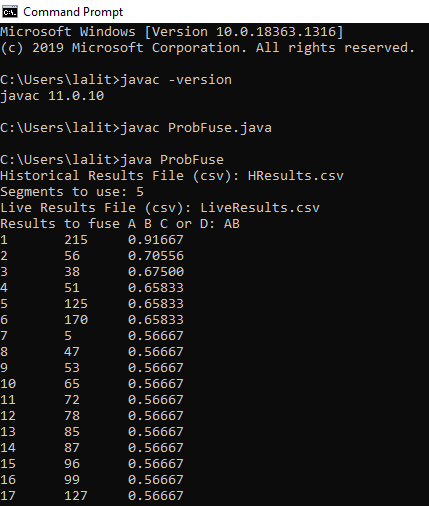 Command Prompt
Microsoft Windows [Version 10.0.18363.1316]
(c) 2019 Microsoft Corporation. All rights reserved.
C:\Users\lalit>javac -version
javac 11.0.10
C:\Users\lalit>javac ProbFuse.java
C:\Users\lalit>java ProbFuse
Historical Results File (csv): HResults.csv
Segments to use: 5
Live Results File (csv): LiveResults.csv
Results to fuse A B C or D: AB
1 215 0.91667
2 56 0.70556
3 38 0.67500
4 51 0.65833
5 125 0.65833
6 170 0.65833
7 5 0.56667
8 47 0.56667
9 53 0.56667
10 65 0.56667
11 72 0.56667
12 78 0.56667
13 85 0.56667
14 87 0.56667
15 96 0.56667
16 99 0.56667
17 127 0.56667